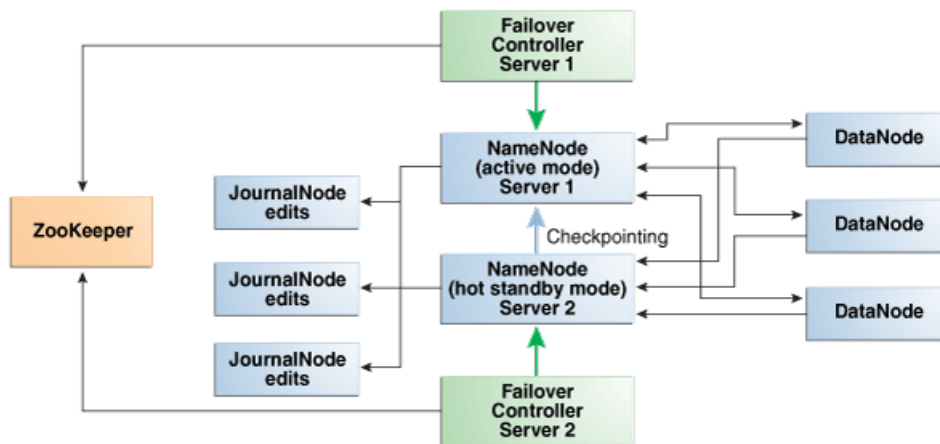 Failover
Controller
Server 1
NameNode
(active mode)
Server 1
DataNode
JournalNode
edits
ZooKeeper
DataNode
Checkpointing
JournalNode
edits
NameNode
(hot standby mode)
Server 2
DataNode
JournalNode
edits
Failover
Controller
Server 2